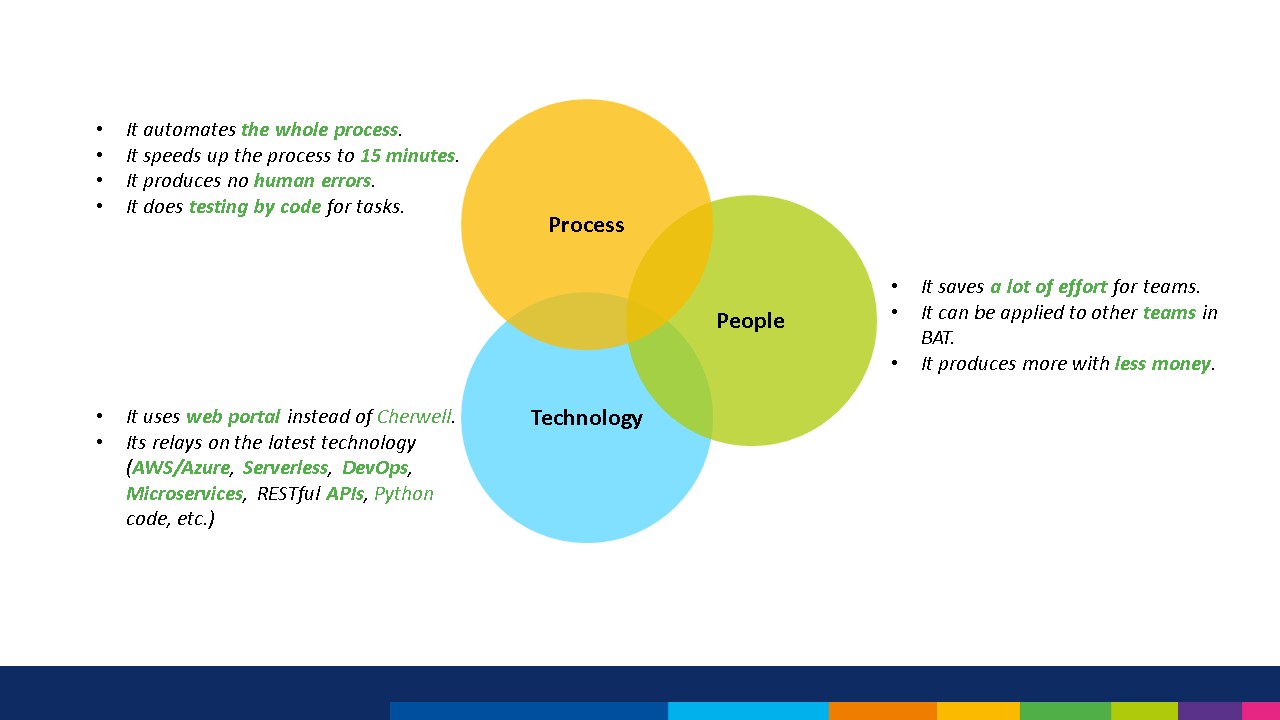 • It automates the whole process.
• It speeds up the process to 15 minutes.
• It produces no human errors.
• It does testing by code for tasks.
Process
People
• It saves a lot of effort for teams.
• It can be applied to other teams in
BAT.
• It produces more with less money.
• It uses web portal instead of Cherwell.
• Its relays on the latest technology
(AWS/Azure, Serverless, DevOps,
Microservices, RESTful APIs, Python
code, etc.)
Technology